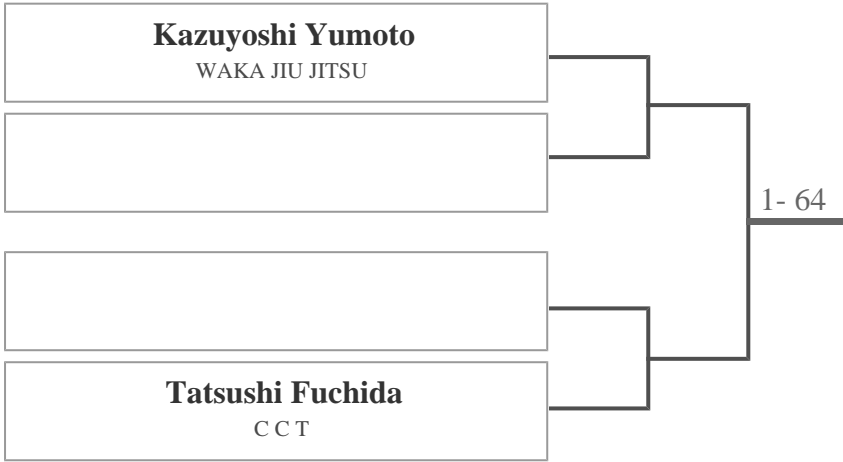 Kazuyoshi Yumoto
WAKA JIU JITSU
1- 64
Tatsushi Fuchida
C C T